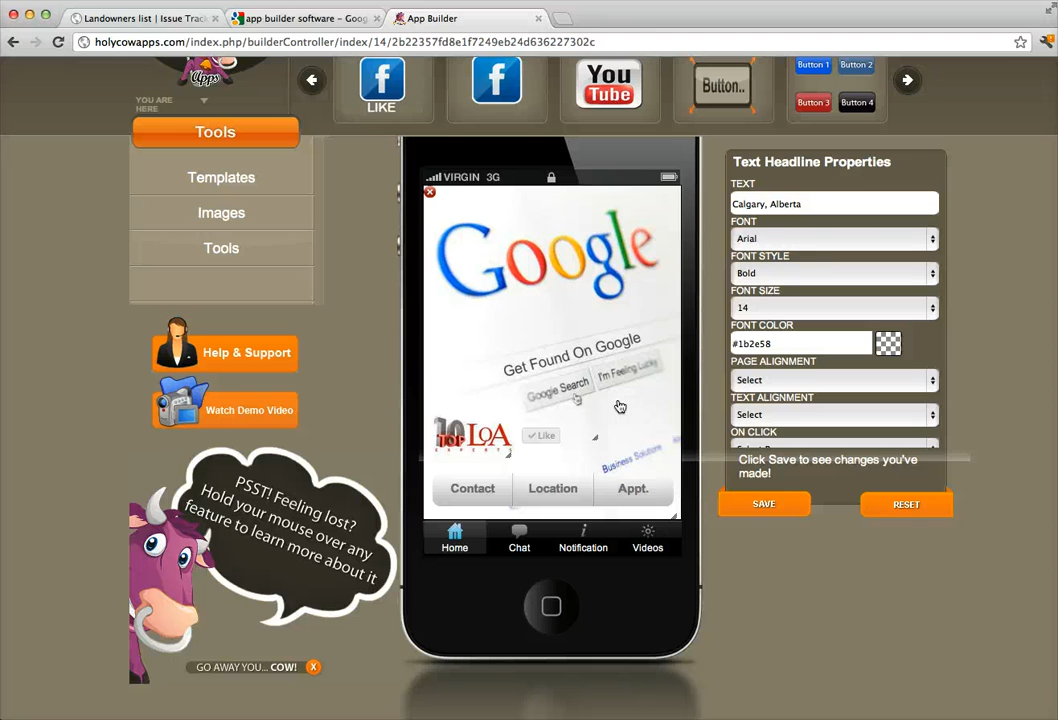 Landowners list | Issue Track
app builder software - Goog
App Builder
holycowapps.com/index.php/builderController/index/14/2b22357fd8e1f7249eb24d636227302c
Apps
YOU ARE
HERE
f
LIKE
f
You
Tube
Button..
Button 1
Button 2
Button 3
Button 4
Tools
Templates
Images
Tools
Help & Support
Watch Demo Video
PSST! Feeling lost?
Hold your mouse over any
feature to learn more about it
GO AWAY YOU... COW!
X
VIRGIN 3G
Google
Get Found On Google
Google Search
I'm Feeling Lucky
10
TOP
LOA
EXPERTS
Like
Business Solutions
Contact
Location
Appt.
Home
Chat
Notification
Videos
Text Headline Properties
TEXT
Calgary, Alberta
FONT
Arial
FONT STYLE
Bold
FONT SIZE
14
FONT COLOR
#1b2e58
PAGE ALIGNMENT
Select
TEXT ALIGNMENT
Select
ON CLICK
Click Save to see changes you've
made!
SAVE
RESET